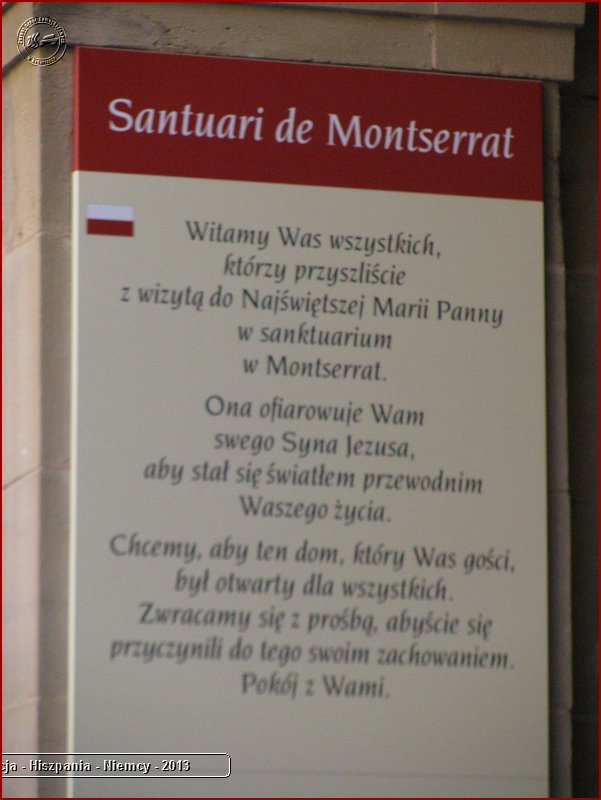 Santuari de Montserrat
Witamy Was wszystkich,
którzy przyszliście
z wizytą do Najświętszej Marii Panny
w sanktuarium
w Montserrat.
Ona ofiarowuje Wam
swego Syna Jezusa,
aby stał się światłem przewodnim
Waszego życia.
Chcemy, aby ten dom, który Was gości,
był otwarty dla wszystkich.
Zwracamy się z prośbą, abyście się
przyczynili do tego swoim zachowaniem.
Pokój z Wami.
cja - Hiszpania - Niemcy - 2013